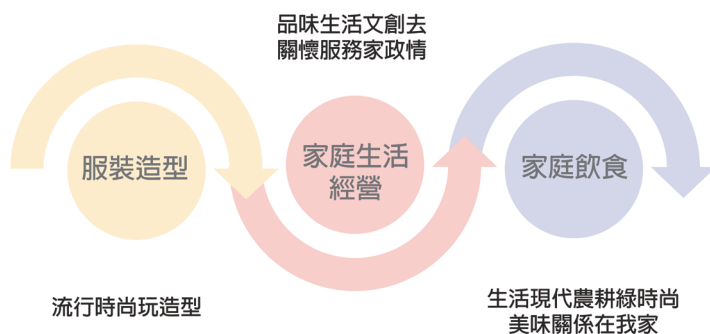 品味生活文創去
關懷服務家政情
服裝造型
家庭生活
經營
家庭飲食
流行時尚玩造型
生活現代農耕綠時尚
美味關係在我家